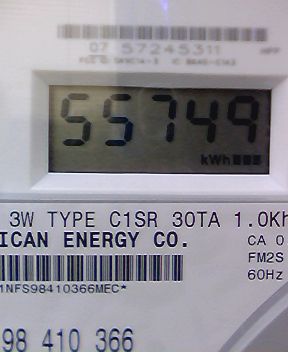 07 57245311
55749
kWh
3W TYPE C1SR 30TA 1.0Kh
ICAN ENERGY CO.
CA 0
FM2S
60Hz
1NFS98410366MEC*
98 410 366